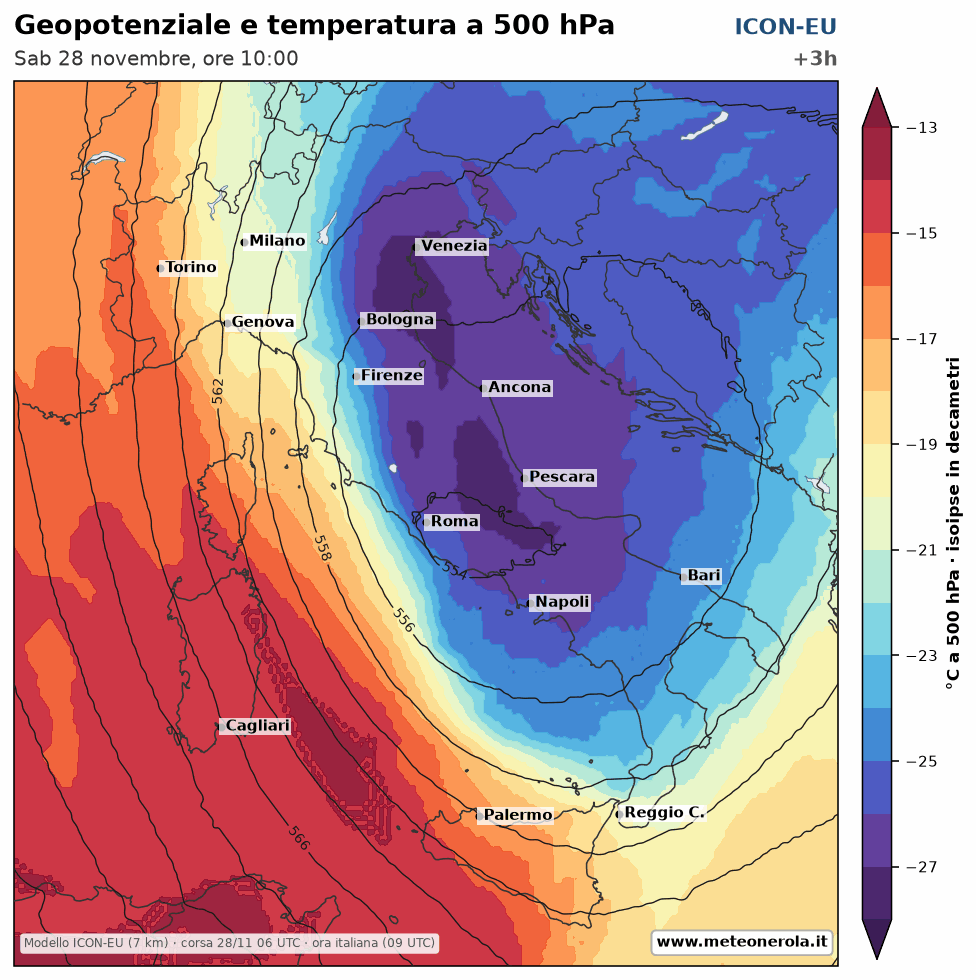 Geopotenziale e temperatura a 500 hPa
ICON-EU
Sab 28 novembre, ore 10:00
+3h
Milano
Venezia
Torino
Genova
Bologna
Firenze
Ancona
562
Pescara
Roma
558
554
Bari
Napoli
556
Cagliari
Palermo
Reggio C.
566
Modello ICON-EU (7 km) · corsa 28/11 06 UTC · ora italiana (09 UTC)
www.meteonerola.it
−13
−15
−17
−19
−21
−23
−25
−27
°C a 500 hPa · isoipse in decametri